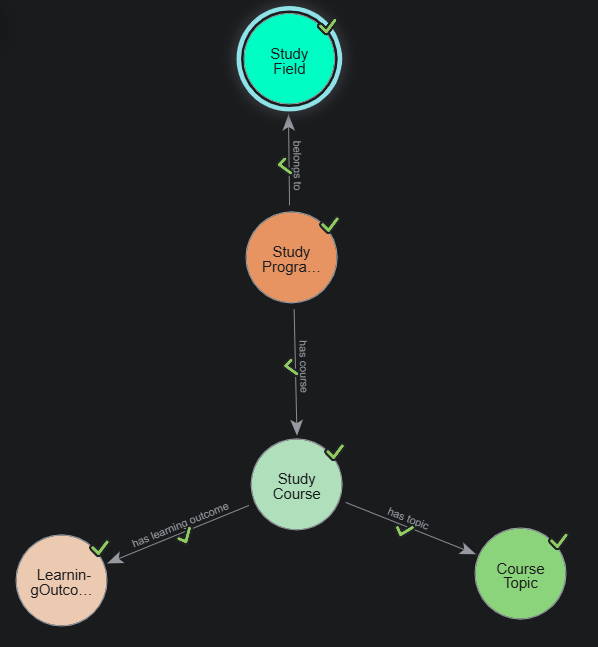 Study
Field
belongs to
Study
Progra...
has course
Study
Course
has learning outcome
has topic
Learnin-
gOutco...
Course
Topic